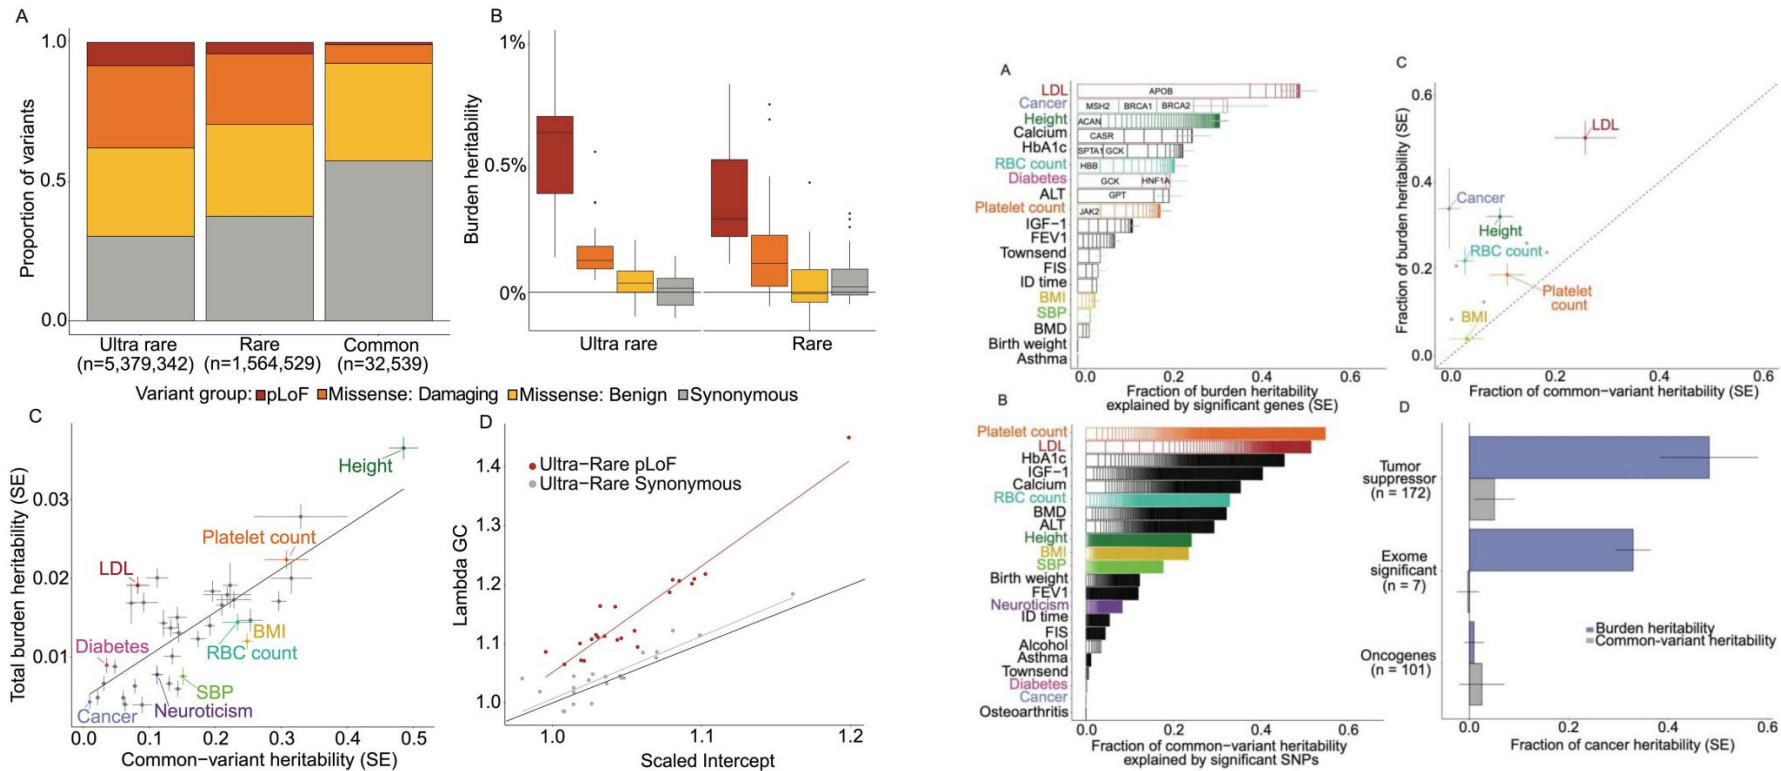 A
Proportion of variants
1.0
0.5
0.0
Ultra rare
(n=5,379,342)
Rare
(n=1,564,529)
Common
(n=32,539)
B
Burden heritability
1%
0.5%
0%
Ultra rare
Rare
Variant group: pLoF Missense: Damaging Missense: Benign Synonymous
C
Total burden heritability (SE)
0.03
0.02
0.01
Height
Platelet count
LDL
Diabetes
BMI
RBC count
SBP
Neuroticism
Cancer
0.0 0.1 0.2 0.3 0.4 0.5
Common-variant heritability (SE)
D
Lambda GC
1.4
1.3
1.2
1.1
1.0
Ultra-Rare pLoF
Ultra-Rare Synonymous
1.0 1.1 1.2
Scaled Intercept
A
LDL APOB
Cancer MSH2 BRCA1 BRCA2
Height ACAN
Calcium CASR
HbA1c SPTA1 GCK
RBC count HBB
Diabetes GCK HNF1A
ALT GPT
Platelet count JAK2
IGF-1
FEV1
Townsend
FIS
ID time
BMI
SBP
BMD
Birth weight
Asthma
0.0 0.2 0.4 0.6
Fraction of burden heritability
explained by significant genes (SE)
B
Platelet count
LDL
HbA1c
IGF-1
Calcium
RBC count
BMD
ALT
Height
BMI
SBP
Birth weight
FEV1
Neuroticism
ID time
FIS
Alcohol
Asthma
Townsend
Diabetes
Cancer
Osteoarthritis
0.0 0.2 0.4 0.6
Fraction of common-variant heritability
explained by significant SNPs
C
Fraction of burden heritability (SE)
0.6
0.4
0.2
0.0
LDL
Cancer
Height
RBC count
Platelet
count
BMI
0.0 0.2 0.4 0.6
Fraction of common-variant heritability (SE)
D
Tumor
suppressor
(n = 172)
Exome
significant
(n = 7)
Oncogenes
(n = 101)
Burden heritability
Common-variant heritability
0.0 0.2 0.4 0.6
Fraction of cancer heritability (SE)